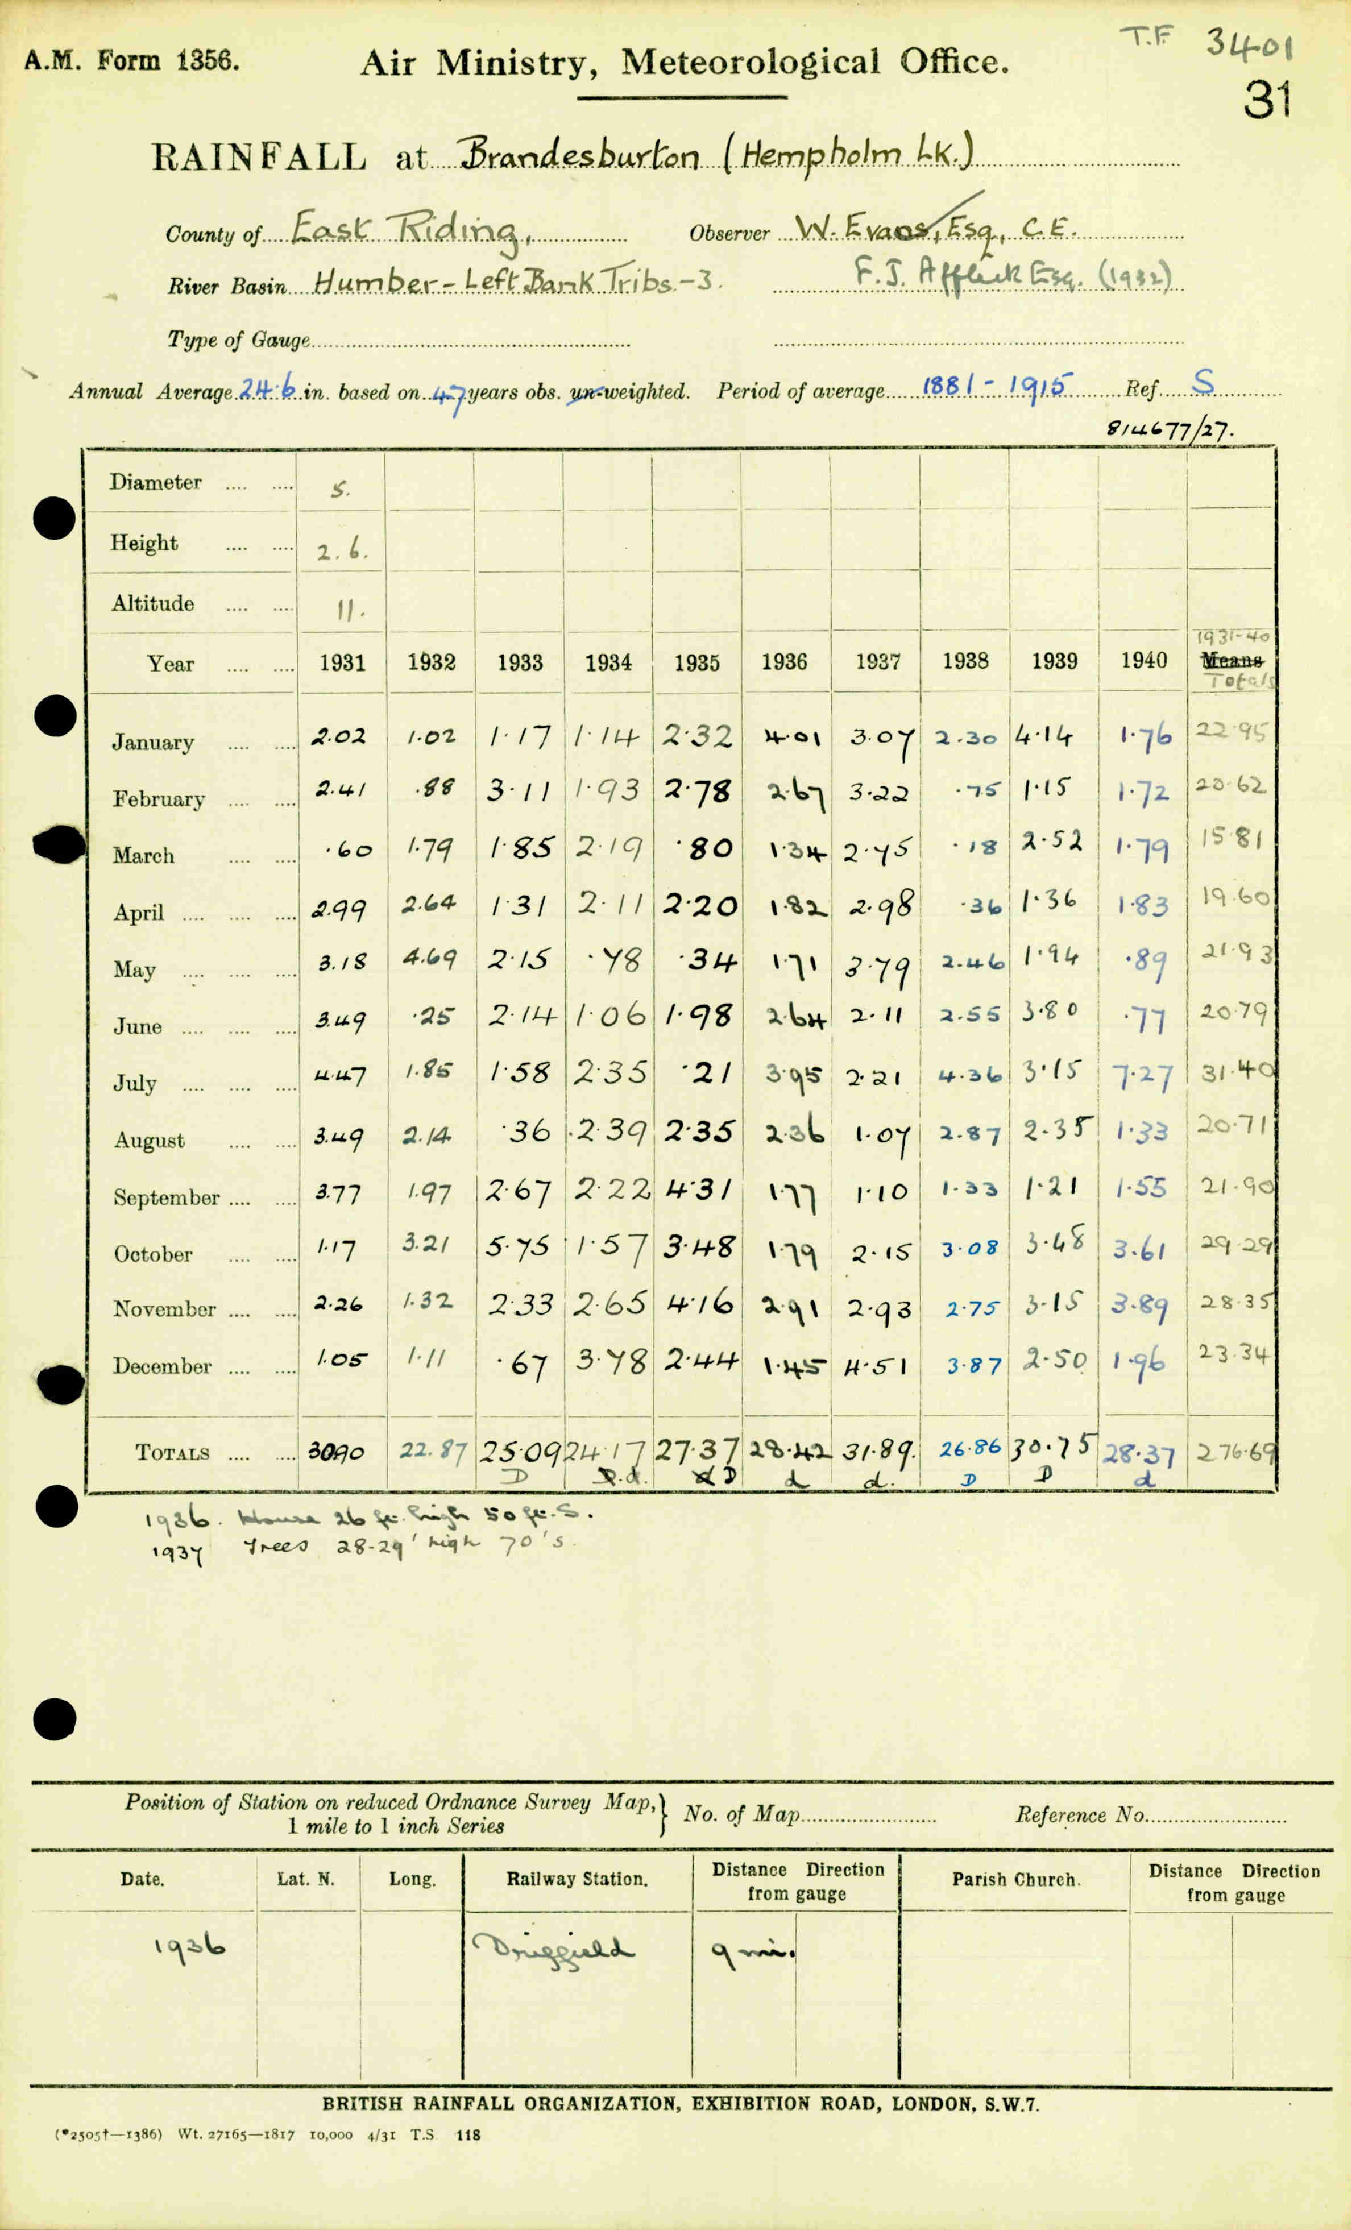 T.F. 3401
A.M. Form 1356. Air Ministry, Meteorological Office.
31
RAINFALL at Brandesburton (Hempholm Lk.)
County of East Riding, Observer W. Evans, Esq., C.E.
River Basin Humber - Left Bank Tribs. - 3. F.J. Affleck Esq. (1932)
Type of Gauge
Annual Average 24.6 in. based on 47 years obs. un-weighted. Period of average 1881 - 1915 Ref. S
814677/27.
Diameter .... .... 5.
Height .... .... 2.6.
Altitude .... .... 11.
Year .... .... 1931 1932 1933 1934 1935 1936 1937 1938 1939 1940 1931-40 Means Totals
January .... .... 2.02 1.02 1.17 1.14 2.32 4.01 3.07 2.30 4.14 1.76 22.95
February .... .... 2.41 .88 3.11 1.93 2.78 2.67 3.22 .75 1.15 1.72 20.62
March .... .... .60 1.79 1.85 2.19 .80 1.34 2.75 .18 2.52 1.79 15.81
April .... .... .... 2.99 2.64 1.31 2.11 2.20 1.82 2.98 .36 1.36 1.83 19.60
May .... .... .... 3.18 4.69 2.15 .78 .34 1.71 3.79 2.46 1.94 .89 21.93
June .... .... .... 3.49 .25 2.14 1.06 1.98 2.64 2.11 2.55 3.80 .77 20.79
July .... .... .... 4.47 1.85 1.58 2.35 .21 3.95 2.21 4.36 3.15 7.27 31.40
August .... .... 3.49 2.14 .36 2.39 2.35 2.36 1.07 2.87 2.35 1.33 20.71
September .... .... 3.77 1.97 2.67 2.22 4.31 1.77 1.10 1.33 1.21 1.55 21.90
October .... .... 1.17 3.21 5.75 1.57 3.48 1.79 2.15 3.08 3.48 3.61 29.29
November .... .... 2.26 1.32 2.33 2.65 4.16 2.91 2.93 2.75 3.15 3.89 28.35
December .... .... 1.05 1.11 .67 3.78 2.44 1.45 4.51 3.87 2.50 1.96 23.34
TOTALS .... .... 30.90 22.87 25.09 24.17 27.37 28.42 31.89. 26.86 30.75 28.37 276.69
D D.d. d D d d. D D d
1936. House 26 ft. high 50 ft. S.
1937 Trees 28-29' high 70' S.
Position of Station on reduced Ordnance Survey Map,} No. of Map Reference No.
1 mile to 1 inch Series
Date. Lat. N. Long. Railway Station. Distance Direction from gauge Parish Church. Distance Direction from gauge
1936 Driffield 9 mi.
BRITISH RAINFALL ORGANIZATION, EXHIBITION ROAD, LONDON, S.W.7.
(*2505†—1386) Wt. 27165—1817 10,000 4/31 T.S 118